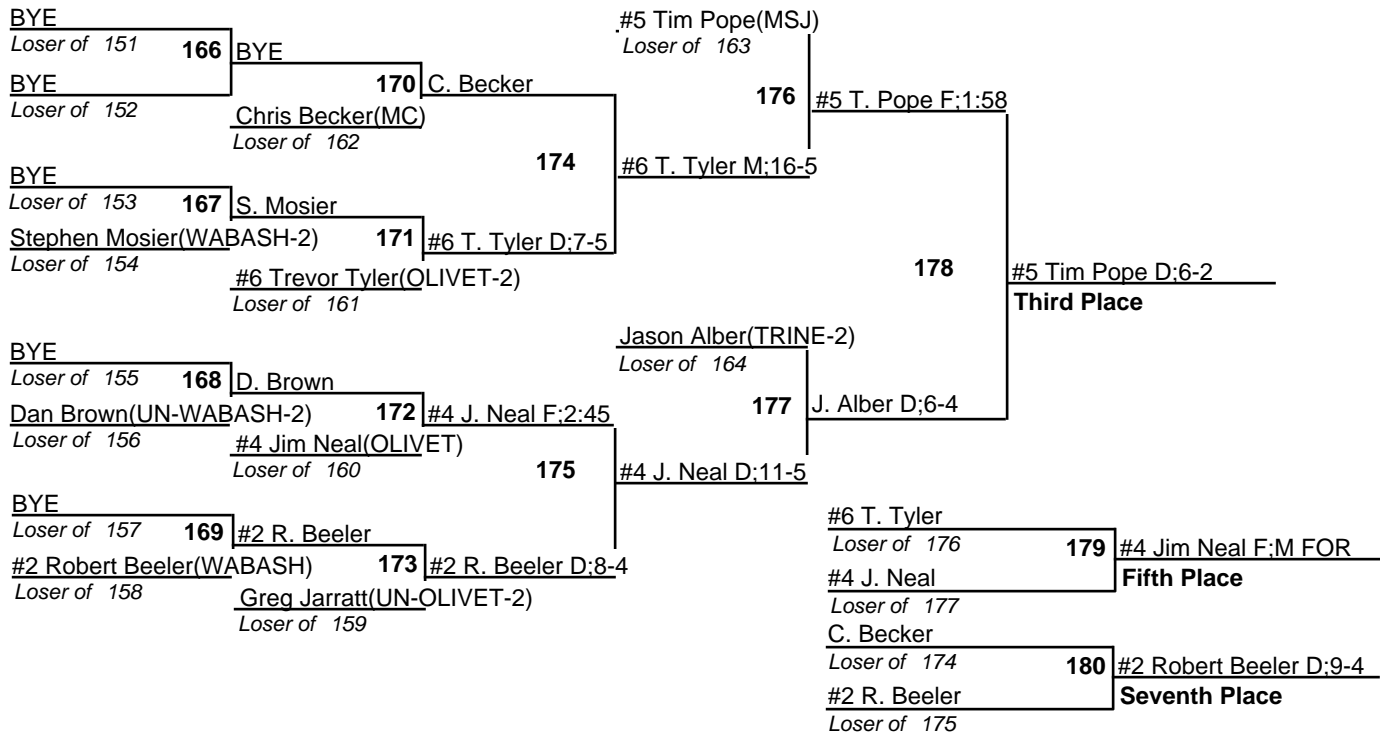 BYE
Loser of 151
166
BYE
BYE
Loser of 152
170
C. Becker
Chris Becker(MC)
Loser of 162
174
BYE
Loser of 153
167
S. Mosier
Stephen Mosier(WABASH-2)
Loser of 154
171
#6 T. Tyler D;7-5
#6 Trevor Tyler(OLIVET-2)
Loser of 161
#5 Tim Pope(MSJ)
Loser of 163
176
#5 T. Pope F;1:58
#6 T. Tyler M;16-5
178
#5 Tim Pope D;6-2
Third Place
BYE
Loser of 155
168
D. Brown
Dan Brown(UN-WABASH-2)
Loser of 156
172
#4 J. Neal F;2:45
#4 Jim Neal(OLIVET)
Loser of 160
175
BYE
Loser of 157
169
#2 R. Beeler
#2 Robert Beeler(WABASH)
Loser of 158
173
#2 R. Beeler D;8-4
Greg Jarratt(UN-OLIVET-2)
Loser of 159
Jason Alber(TRINE-2)
Loser of 164
177
J. Alber D;6-4
#4 J. Neal D;11-5
#6 T. Tyler
Loser of 176
179
#4 Jim Neal F;M FOR
Fifth Place
#4 J. Neal
Loser of 177
C. Becker
Loser of 174
180
#2 Robert Beeler D;9-4
Seventh Place
#2 R. Beeler
Loser of 175